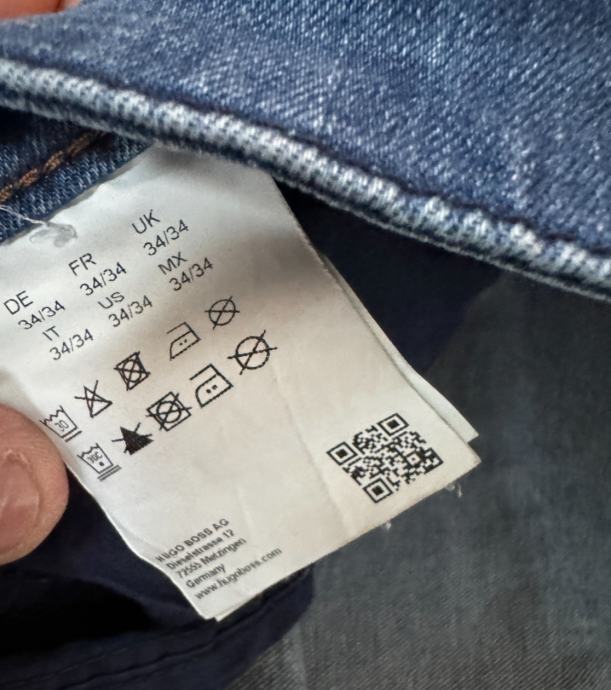 DE FR UK
34/34 34/34 34/34
IT US MX
34/34 34/34 34/34
30
30C
HUGO BOSS AG
Dieselstrasse 12
72555 Metzingen
Germany
www.hugoboss.com